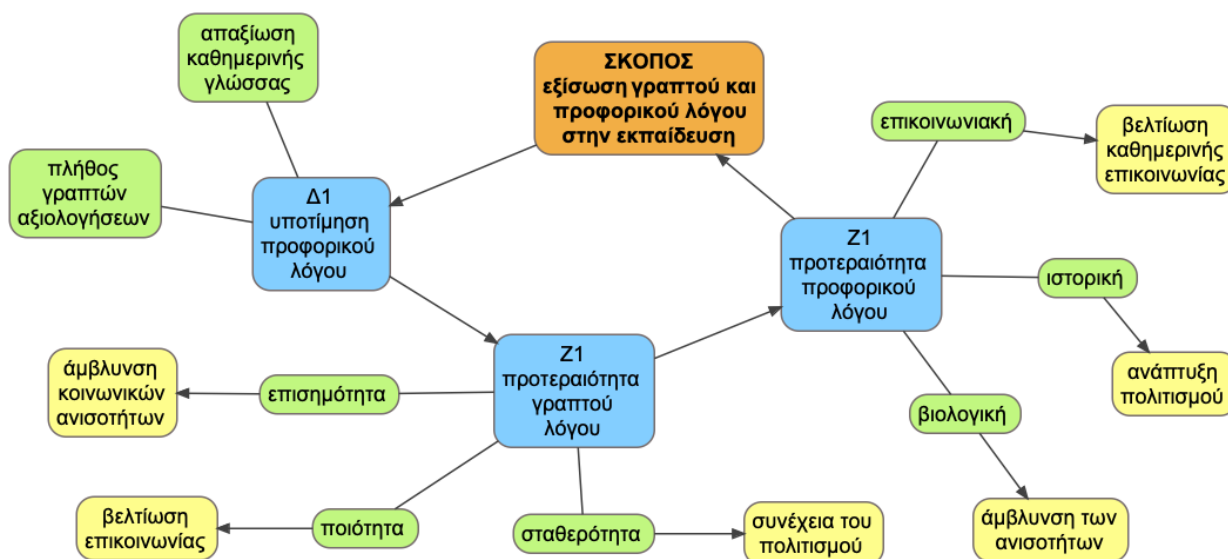 απαξίωση
καθημερινής
γλώσσας
ΣΚΟΠΟΣ
εξίσωση γραπτού και
προφορικού λόγου
στην εκπαίδευση
επικοινωνιακή
βελτίωση
καθημερινής
επικοινωνίας
πλήθος
γραπτών
αξιολογήσεων
Δ1
υποτίμηση
προφορικού
λόγου
Ζ1
προτεραιότητα
προφορικού
λόγου
ιστορική
ανάπτυξη
πολιτισμού
Ζ1
προτεραιότητα
γραπτού
λόγου
άμβλυνση
κοινωνικών
ανισοτήτων
επισημότητα
βιολογική
βελτίωση
επικοινωνίας
ποιότητα
σταθερότητα
συνέχεια του
πολιτισμού
άμβλυνση των
ανισοτήτων